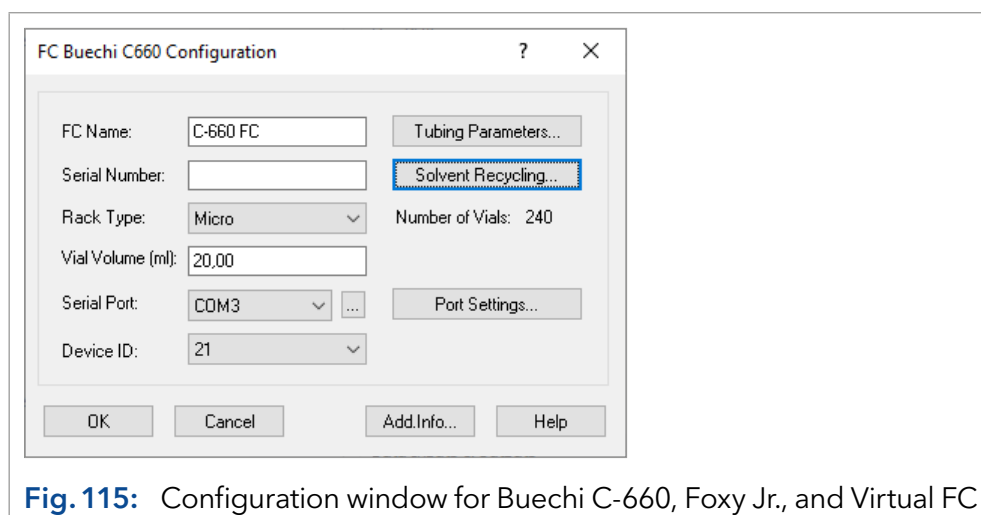 FC Buechi C660 Configuration ?
FC Name: C-660 FC Tubing Parameters...
Serial Number: Solvent Recycling...
Rack Type: Micro Number of Vials: 240
Vial Volume (ml): 20,00
Serial Port: COM3 ... Port Settings...
Device ID: 21
OK Cancel Add.Info... Help
Fig. 115: Configuration window for Buechi C-660, Foxy Jr., and Virtual FC